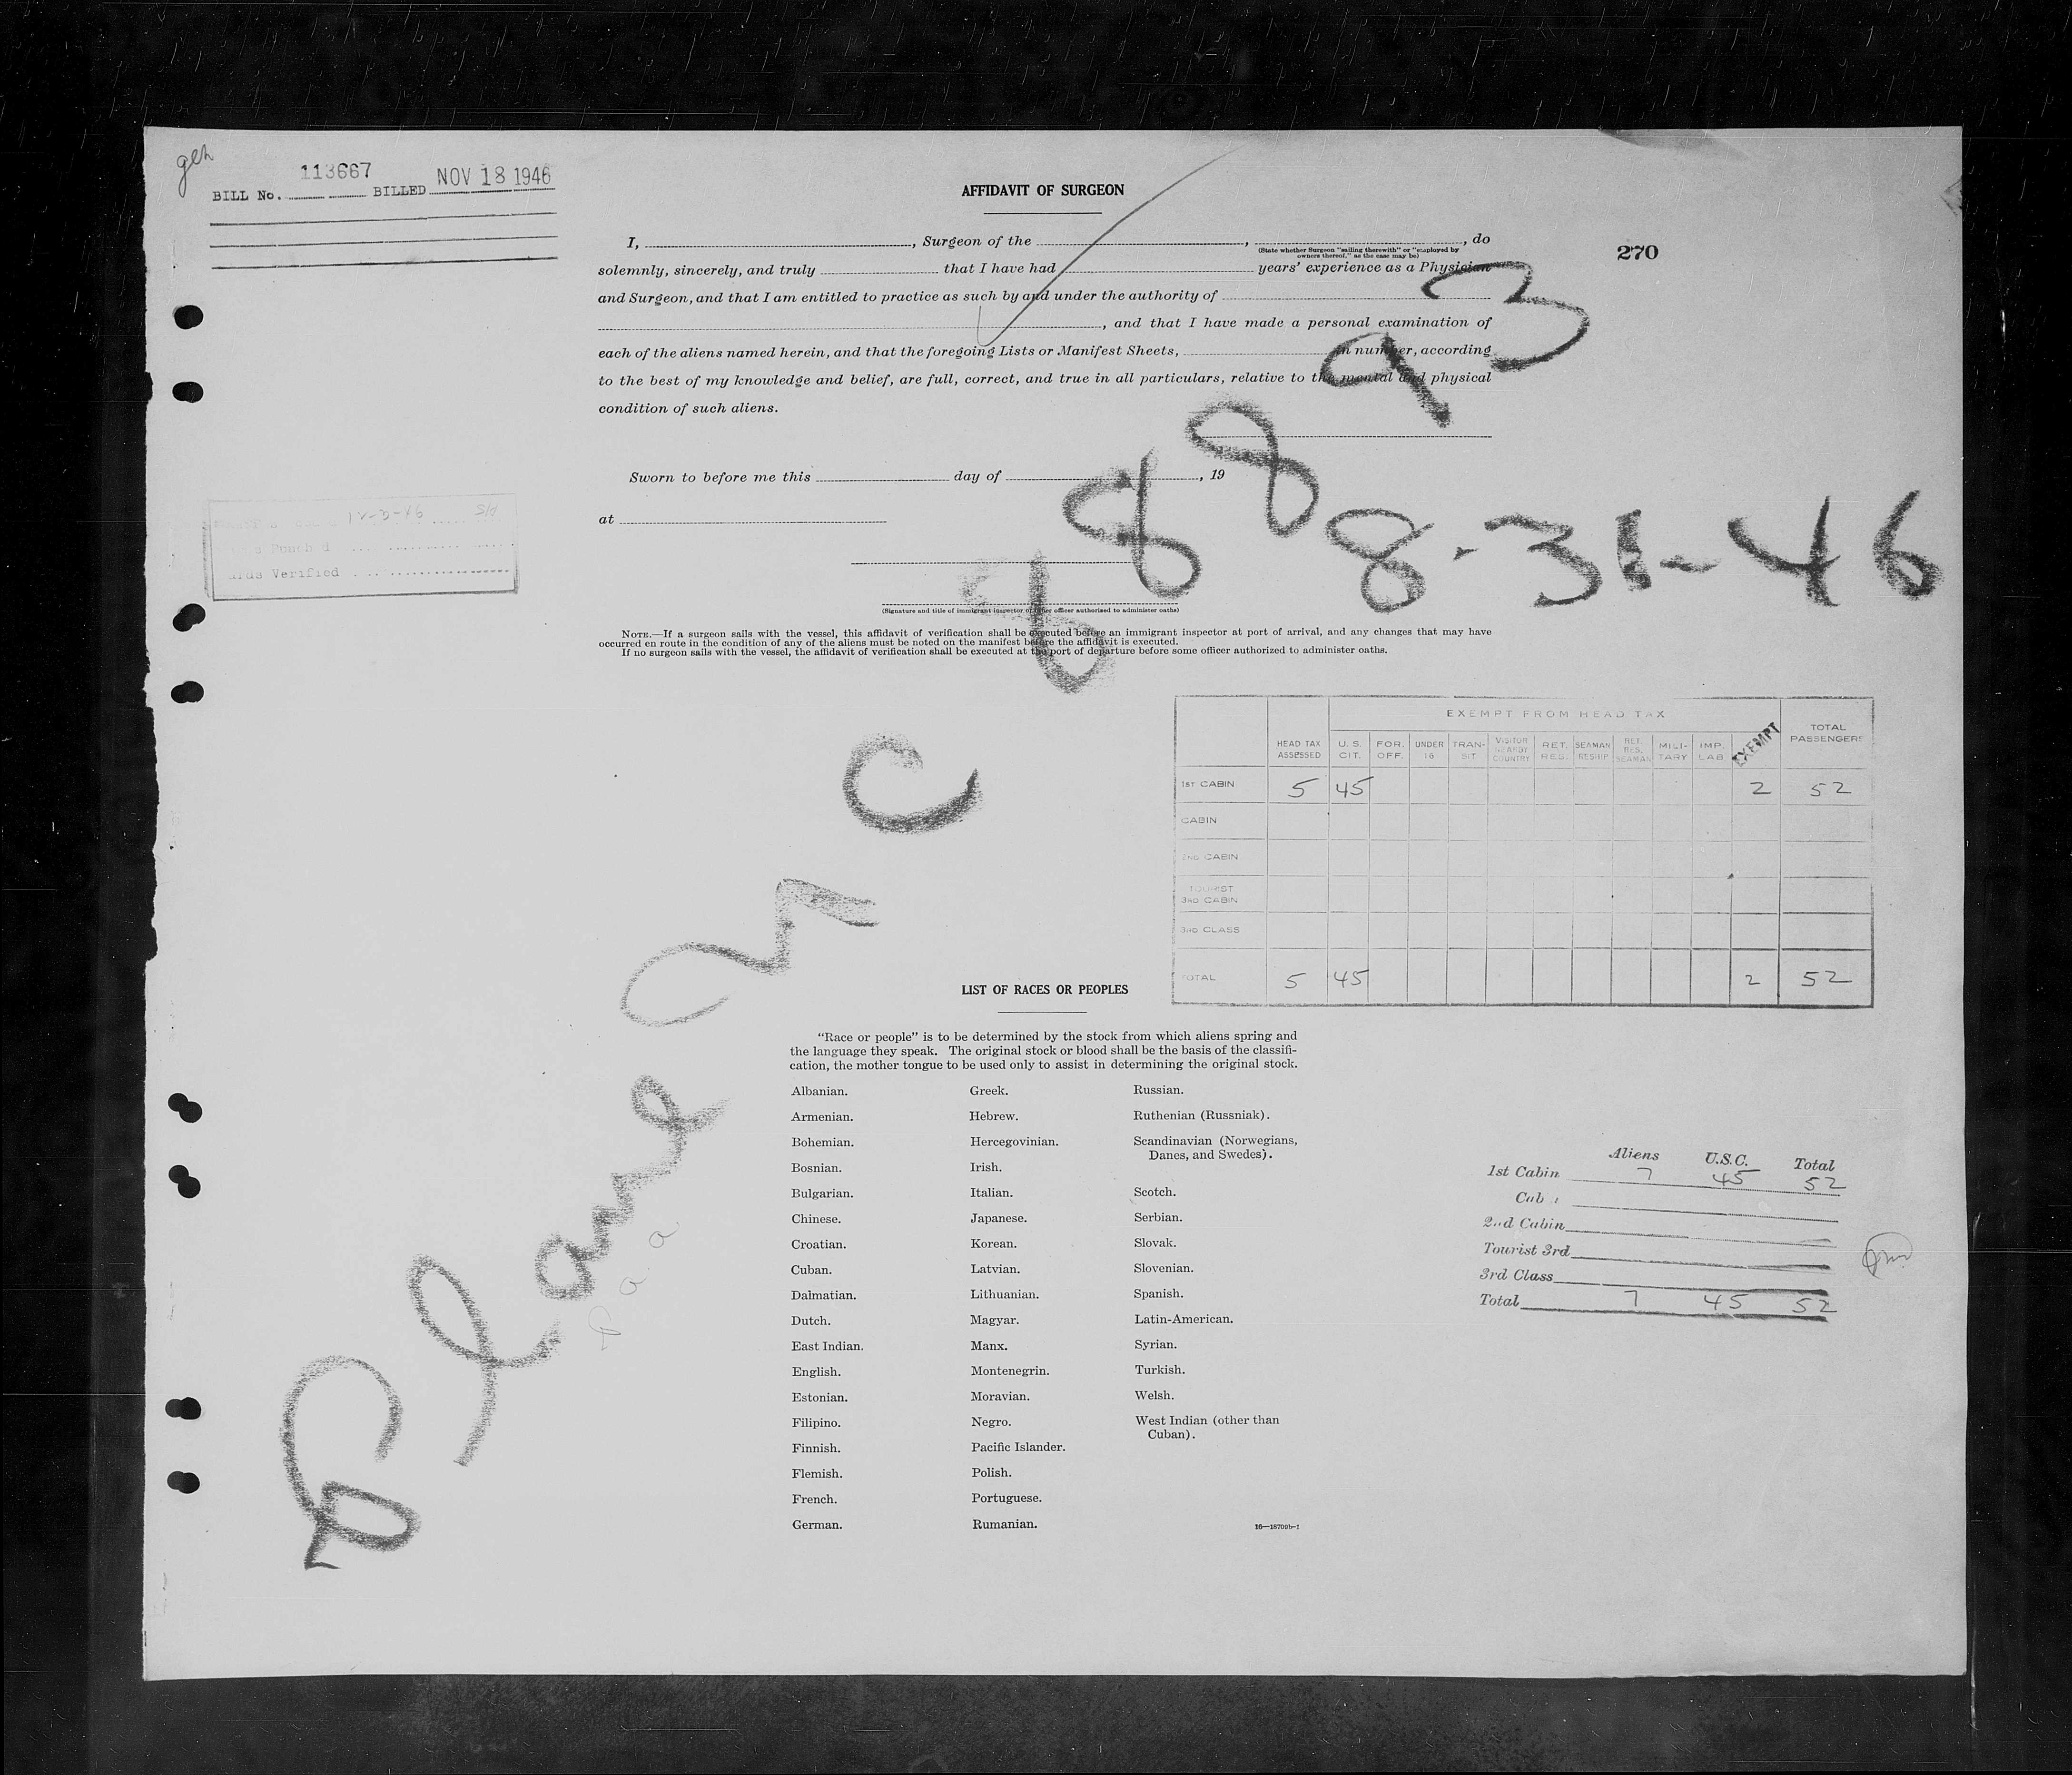 gen
113667
BILL No. BILLED NOV 18 1946
AFFIDAVIT OF SURGEON
270
I, , Surgeon of the , , do
(State whether Surgeon "sailing therewith" or "employed by
owners thereof," as the case may be)
solemnly, sincerely, and truly that I have had years' experience as a Physician
and Surgeon, and that I am entitled to practice as such by and under the authority of
, and that I have made a personal examination of
each of the aliens named herein, and that the foregoing Lists or Manifest Sheets, in number, according
to the best of my knowledge and belief, are full, correct, and true in all particulars, relative to the mental and physical
condition of such aliens.
Sworn to before me this day of , 19
at
12-3-46
Verified
(Signature and title of immigrant inspector or other officer authorized to administer oaths)
NOTE.—If a surgeon sails with the vessel, this affidavit of verification shall be executed before an immigrant inspector at port of arrival, and any changes that may have
occurred en route in the condition of any of the aliens must be noted on the manifest before the affidavit is executed.
If no surgeon sails with the vessel, the affidavit of verification shall be executed at the port of departure before some officer authorized to administer oaths.
Plane nc 88893
8-31-46
P a a
EXEMPT FROM HEAD TAX
HEAD TAX ASSESSED U. S. CIT. FOR. OFF. UNDER 16 TRAN-SIT VISITOR NEARBY COUNTRY RET. RES. SEAMAN RESHIP RET. RES. SEAMAN MILI-TARY IMP. LAB EXEMPT TOTAL PASSENGERS
1ST CABIN 5 45 2 52
CABIN
2ND CABIN
TOURIST
3RD CABIN
3RD CLASS
TOTAL 5 45 2 52
LIST OF RACES OR PEOPLES
"Race or people" is to be determined by the stock from which aliens spring and
the language they speak. The original stock or blood shall be the basis of the classifi-
cation, the mother tongue to be used only to assist in determining the original stock.
Albanian. Greek. Russian.
Armenian. Hebrew. Ruthenian (Russniak).
Bohemian. Hercegovinian. Scandinavian (Norwegians,
Danes, and Swedes).
Bosnian. Irish.
Bulgarian. Italian. Scotch.
Chinese. Japanese. Serbian.
Croatian. Korean. Slovak.
Cuban. Latvian. Slovenian.
Dalmatian. Lithuanian. Spanish.
Dutch. Magyar. Latin-American.
East Indian. Manx. Syrian.
English. Montenegrin. Turkish.
Estonian. Moravian. Welsh.
Filipino. Negro. West Indian (other than
Cuban).
Finnish. Pacific Islander.
Flemish. Polish.
French. Portuguese.
German. Rumanian.
16—18709b-1
Aliens U.S.C. Total
1st Cabin 7 45 52
Cab
2nd Cabin
Tourist 3rd
3rd Class
Total 7 45 52